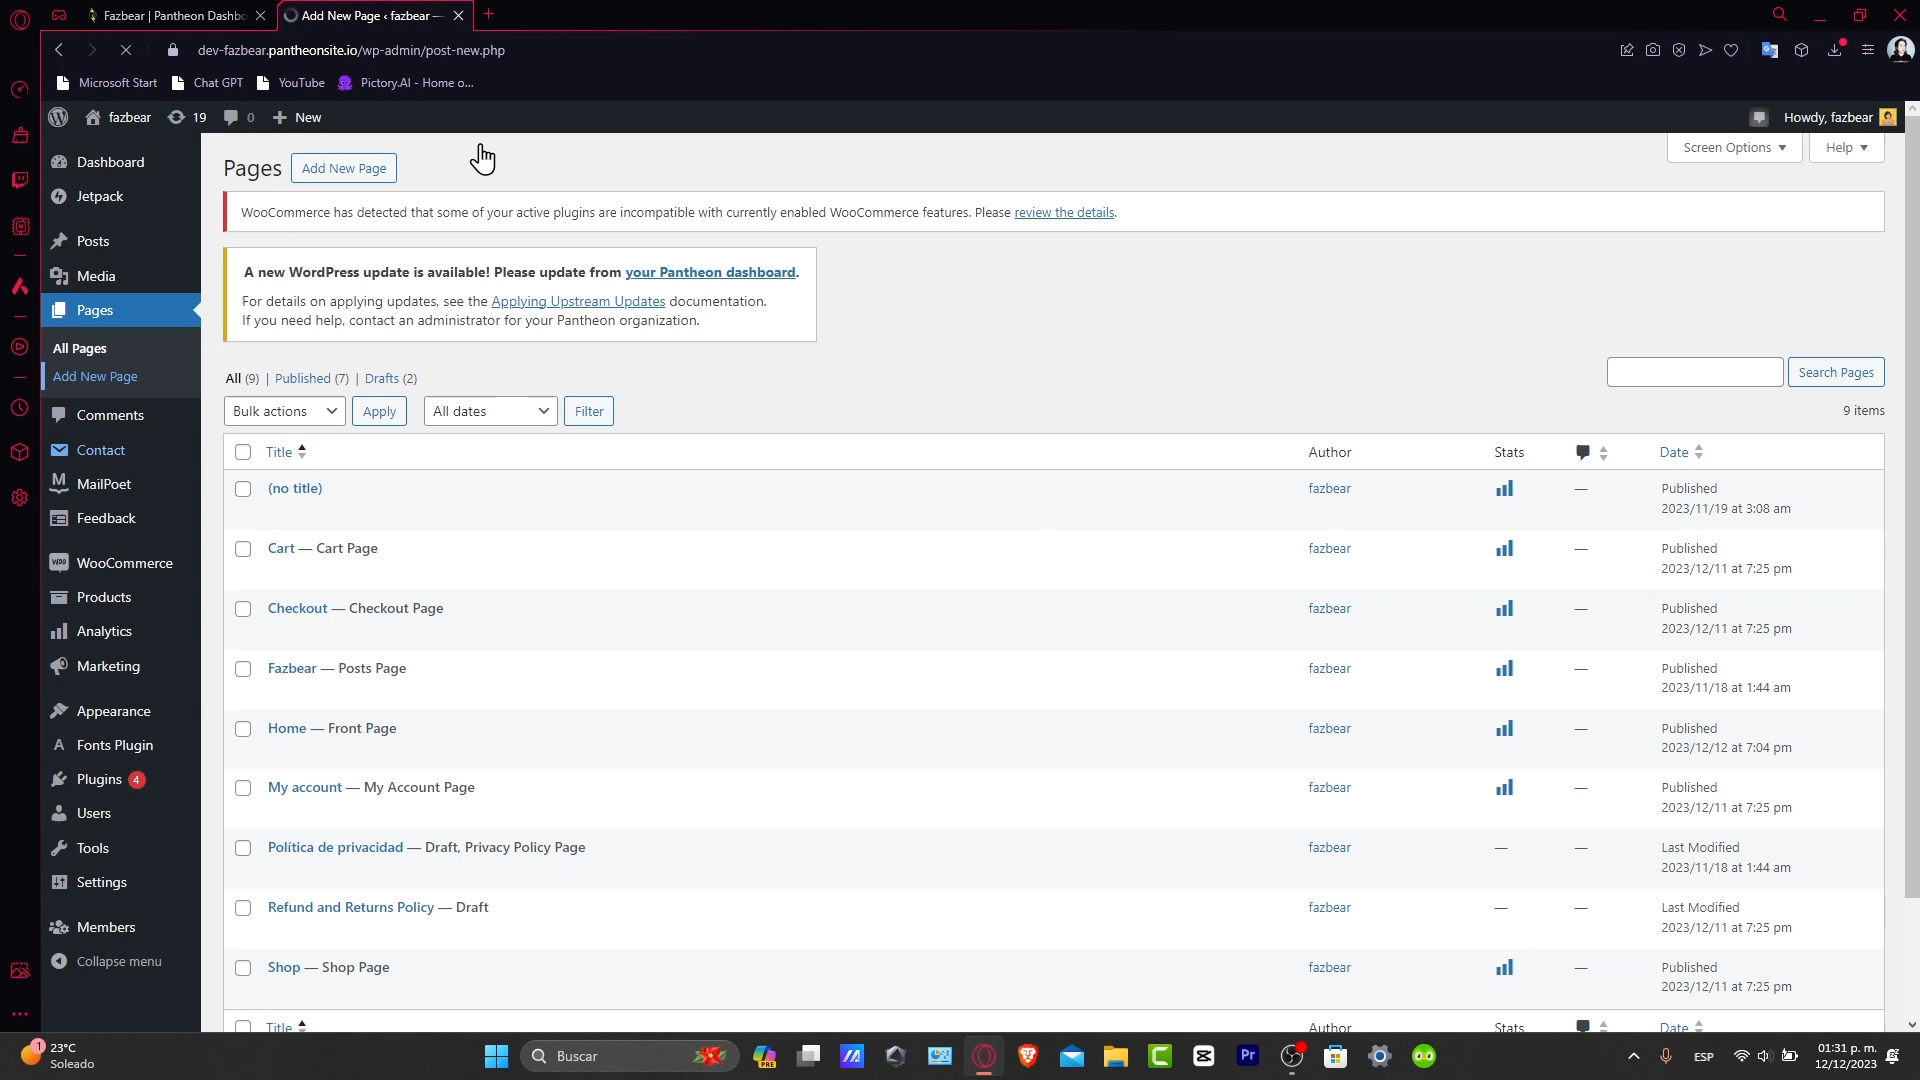 Fazbear | Pantheon Dashbo
Add New Page ‹ fazbear —
dev-fazbear.pantheonsite.io/wp-admin/post-new.php
Microsoft Start
Chat GPT
YouTube
Pictory.AI - Home o...
fazbear
19
0
New
Howdy, fazbear
Dashboard
Jetpack
Posts
Media
Pages
All Pages
Add New Page
Comments
Contact
MailPoet
Feedback
WooCommerce
Products
Analytics
Marketing
Appearance
Fonts Plugin
Plugins 4
Users
Tools
Settings
Members
Collapse menu
Pages
Add New Page
Screen Options
Help
WooCommerce has detected that some of your active plugins are incompatible with currently enabled WooCommerce features. Please review the details.
A new WordPress update is available! Please update from your Pantheon dashboard.
For details on applying updates, see the Applying Upstream Updates documentation.
If you need help, contact an administrator for your Pantheon organization.
All (9) | Published (7) | Drafts (2)
Search Pages
Bulk actions
Apply
All dates
Filter
9 items
Title
Author
Stats
Date
(no title)
fazbear
—
Published
2023/11/19 at 3:08 am
Cart — Cart Page
fazbear
—
Published
2023/12/11 at 7:25 pm
Checkout — Checkout Page
fazbear
—
Published
2023/12/11 at 7:25 pm
Fazbear — Posts Page
fazbear
—
Published
2023/11/18 at 1:44 am
Home — Front Page
fazbear
—
Published
2023/12/12 at 7:04 pm
My account — My Account Page
fazbear
—
Published
2023/12/11 at 7:25 pm
Política de privacidad — Draft, Privacy Policy Page
fazbear
—
—
Last Modified
2023/11/18 at 1:44 am
Refund and Returns Policy — Draft
fazbear
—
—
Last Modified
2023/12/11 at 7:25 pm
Shop — Shop Page
fazbear
—
Published
2023/12/11 at 7:25 pm
Title
Author
Stats
Date
1
23°C
Soleado
Buscar
PRE
Pr
ESP
01:31 p. m.
12/12/2023